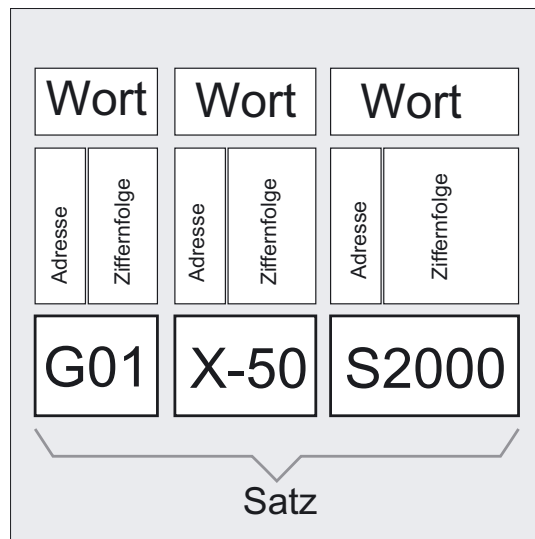 Wort Wort Wort
Adresse Ziffernfolge Adresse Ziffernfolge Adresse Ziffernfolge
G01 X-50 S2000
Satz